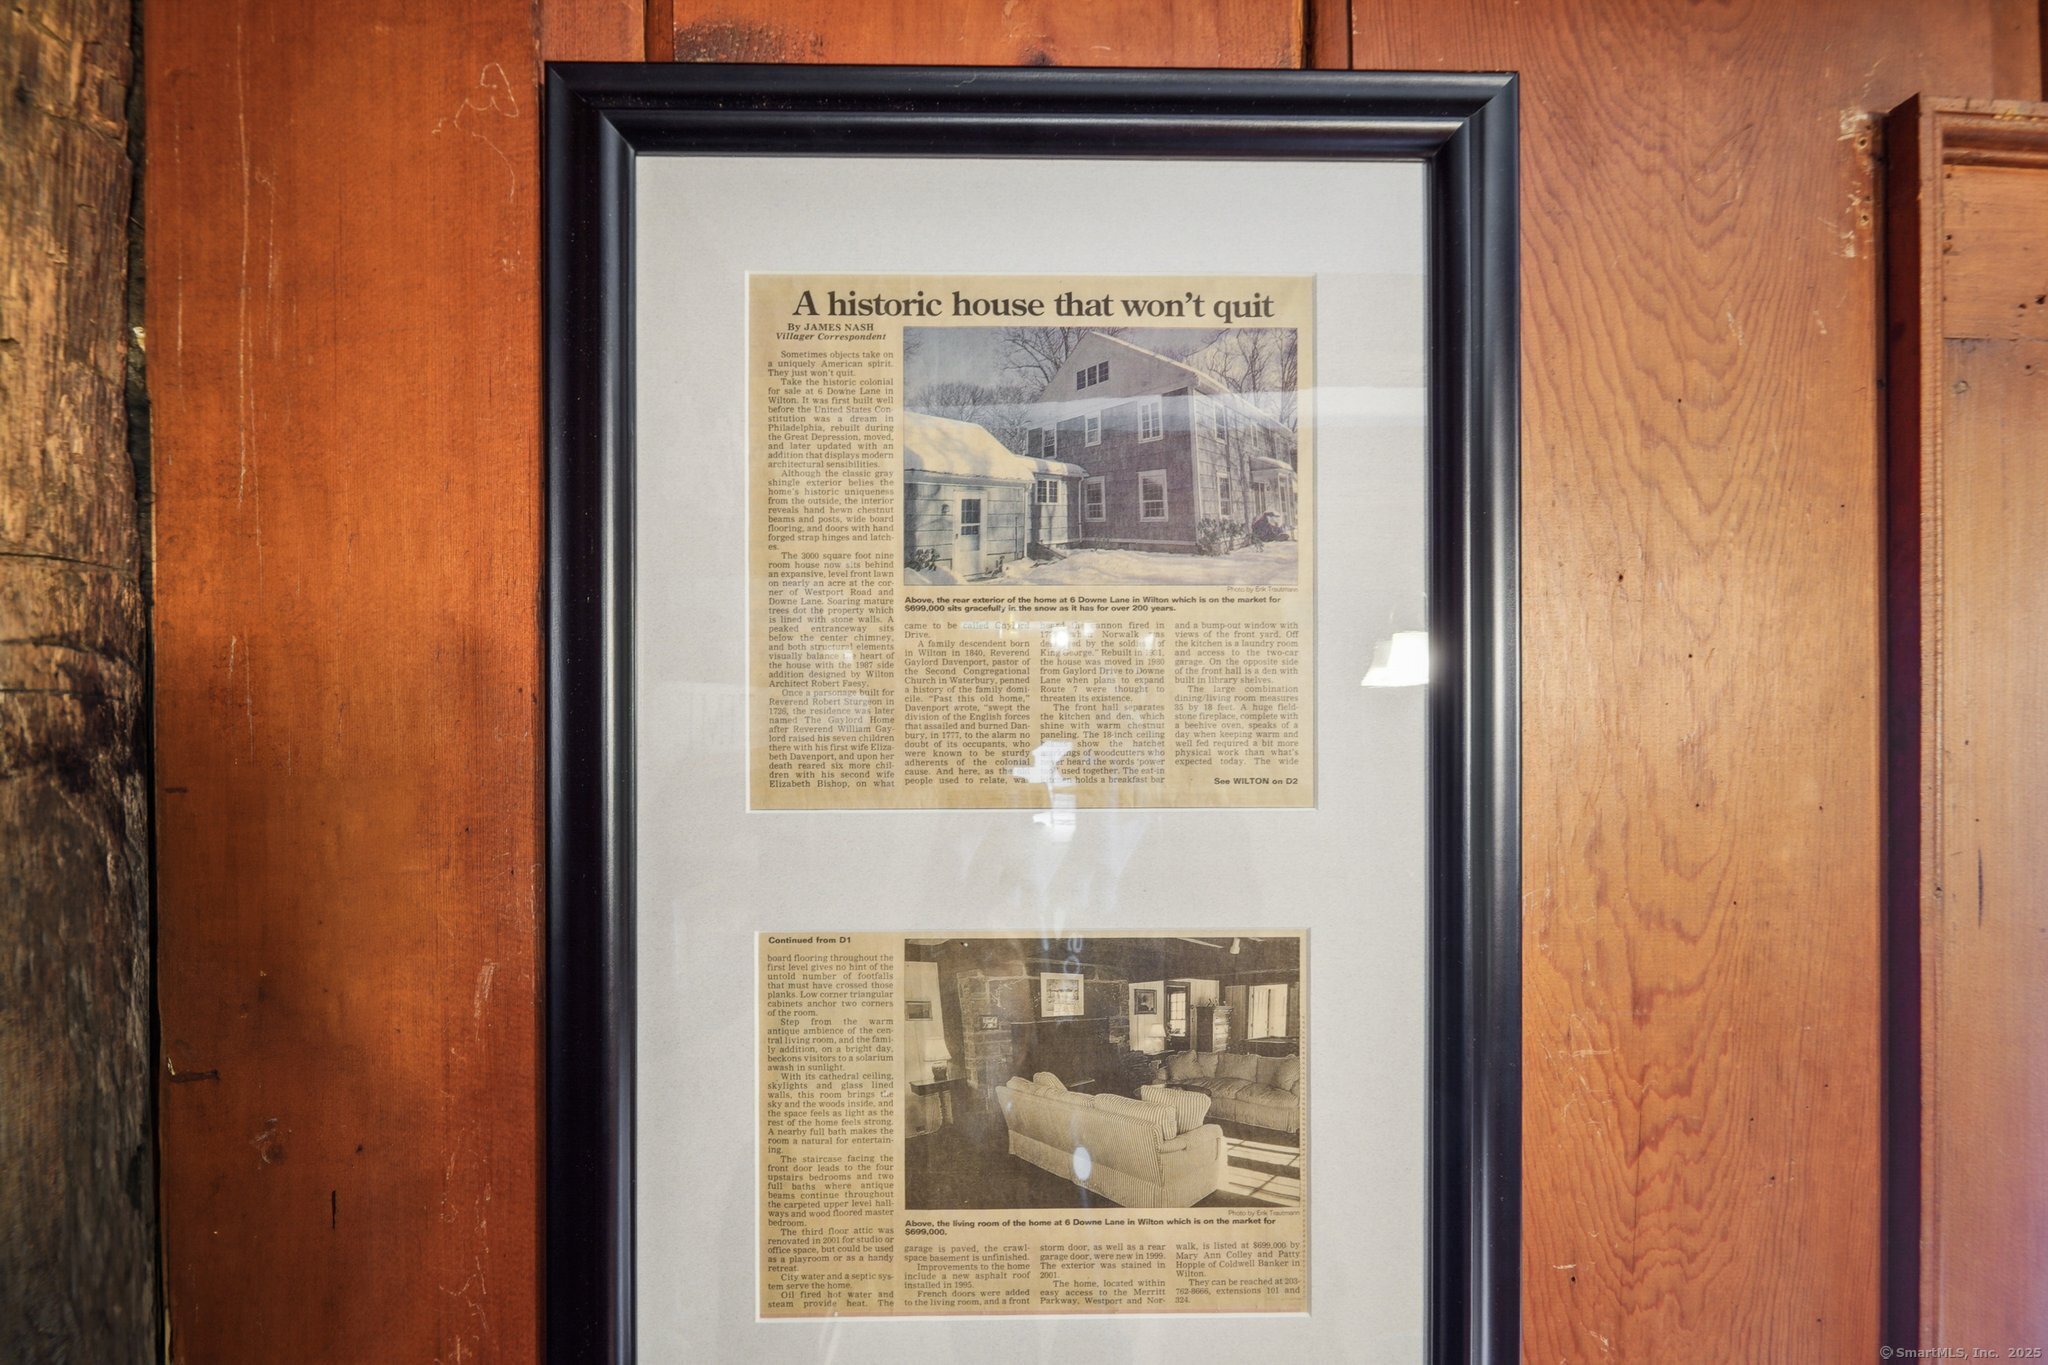 A historic house that won't quit
By JAMES NASH
Villager Correspondent
Sometimes objects take on
a uniquely American spirit.
They just won't quit.
Take the historic colonial
for sale at 6 Downe Lane in
Wilton. It was first built well
before the United States Con-
stitution was a dream in
Philadelphia, rebuilt during
the Great Depression, moved,
and later updated with an
addition that displays modern
architectural sensibilities.
Although the classic gray
shingle exterior belies the
home's historic uniqueness
from the outside, the interior
reveals hand hewn chestnut
beams and posts, wide board
flooring, and doors with hand
forged strap hinges and latch-
es.
The 3000 square foot nine
room house now sits behind
an expansive, level front lawn
on nearly an acre at the cor-
ner of Westport Road and
Downe Lane. Soaring mature
trees dot the property which
is lined with stone walls. A
peaked entranceway sits
below the center chimney,
and both structural elements
visually balance the heart of
the house with the 1987 side
addition designed by Wilton
Architect Robert Faesy.
Once a parsonage built for
Reverend Robert Sturgeon in
1726, the residence was later
named The Gaylord Home
after Reverend William Gay-
lord raised his seven children
there with his first wife Eliza-
beth Davenport, and upon her
death reared six more chil-
dren with his second wife
Elizabeth Bishop, on what
Photo by Erik Trautmann
Above, the rear exterior of the home at 6 Downe Lane in Wilton which is on the market for
$699,000 sits gracefully in the snow as it has for over 200 years.
came to be called Gaylord
Drive.
A family descendent born
in Wilton in 1840, Reverend
Gaylord Davenport, pastor of
the Second Congregational
Church in Waterbury, penned
a history of the family domi-
cile. "Past this old home,"
Davenport wrote, "swept the
division of the English forces
that assailed and burned Dan-
bury, in 1777, to the alarm no
doubt of its occupants, who
were known to be sturdy
adherents of the colonial
cause. And here, as the
people used to relate, was
heard the cannon fired in
Norwalk was
by the soldiers of
King George." Rebuilt in 1931,
the house was moved in 1980
from Gaylord Drive to Downe
Lane when plans to expand
Route 7 were thought to
threaten its existence.
The front hall separates
the kitchen and den, which
shine with warm chestnut
paneling. The 18-inch ceiling
show the hatchet
of woodcutters who
heard the words 'power
used together. The eat-in
holds a breakfast bar
and a bump-out window with
views of the front yard. Off
the kitchen is a laundry room
and access to the two-car
garage. On the opposite side
of the front hall is a den with
built in library shelves.
The large combination
dining/living room measures
35 by 18 feet. A huge field-
stone fireplace, complete with
a beehive oven, speaks of a
day when keeping warm and
well fed required a bit more
physical work than what's
expected today. The wide
See WILTON on D2
Continued from D1
board flooring throughout the
first level gives no hint of the
untold number of footfalls
that must have crossed those
planks. Low corner triangular
cabinets anchor two corners
of the room.
Step from the warm
antique ambience of the cen-
tral living room, and the fami-
ly addition, on a bright day,
beckons visitors to a solarium
awash in sunlight.
With its cathedral ceiling,
skylights and glass lined
walls, this room brings the
sky and the woods inside, and
the space feels as light as the
rest of the home feels strong.
A nearby full bath makes the
room a natural for entertain-
ing.
The staircase facing the
front door leads to the four
upstairs bedrooms and two
full baths where antique
beams continue throughout
the carpeted upper level hall-
ways and wood floored master
bedroom.
The third floor attic was
renovated in 2001 for studio or
office space, but could be used
as a playroom or as a handy
retreat.
City water and a septic sys-
tem serve the home.
Oil fired hot water and
steam provide heat. The
Photo by Erik Trautmann
Above, the living room of the home at 6 Downe Lane in Wilton which is on the market for
$699,000.
garage is paved, the crawl-
space basement is unfinished.
Improvements to the home
include a new asphalt roof
installed in 1995.
French doors were added
to the living room, and a front
storm door, as well as a rear
garage door, were new in 1999.
The exterior was stained in
2001.
The home, located within
easy access to the Merritt
Parkway, Westport and Nor-
walk, is listed at $699,000 by
Mary Ann Colley and Patty
Hopple of Coldwell Banker in
Wilton.
They can be reached at 203-
762-8666, extensions 101 and
324.
© SmartMLS, Inc. 2025